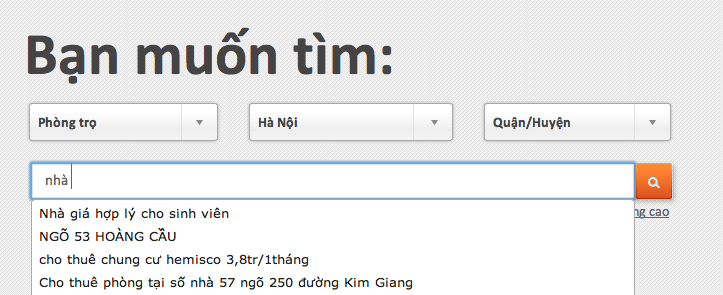 Bạn muốn tìm:
Phòng trọ Hà Nội Quận/Huyện
nhà
cao
Nhà giá hợp lý cho sinh viên
NGÕ 53 HOÀNG CẦU
cho thuê chung cư hemisco 3,8tr/1tháng
Cho thuê phòng tại số nhà 57 ngõ 250 đường Kim Giang